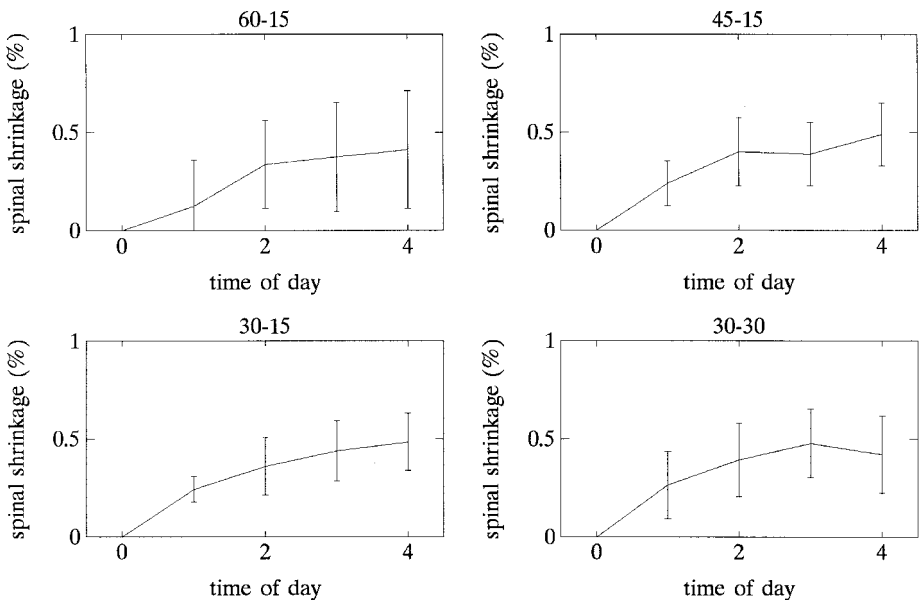 60-15
1
spinal shrinkage (%)
0.5
0
0 2 4
time of day
45-15
1
spinal shrinkage (%)
0.5
0
0 2 4
time of day
30-15
1
spinal shrinkage (%)
0.5
0
0 2 4
time of day
30-30
1
spinal shrinkage (%)
0.5
0
0 2 4
time of day